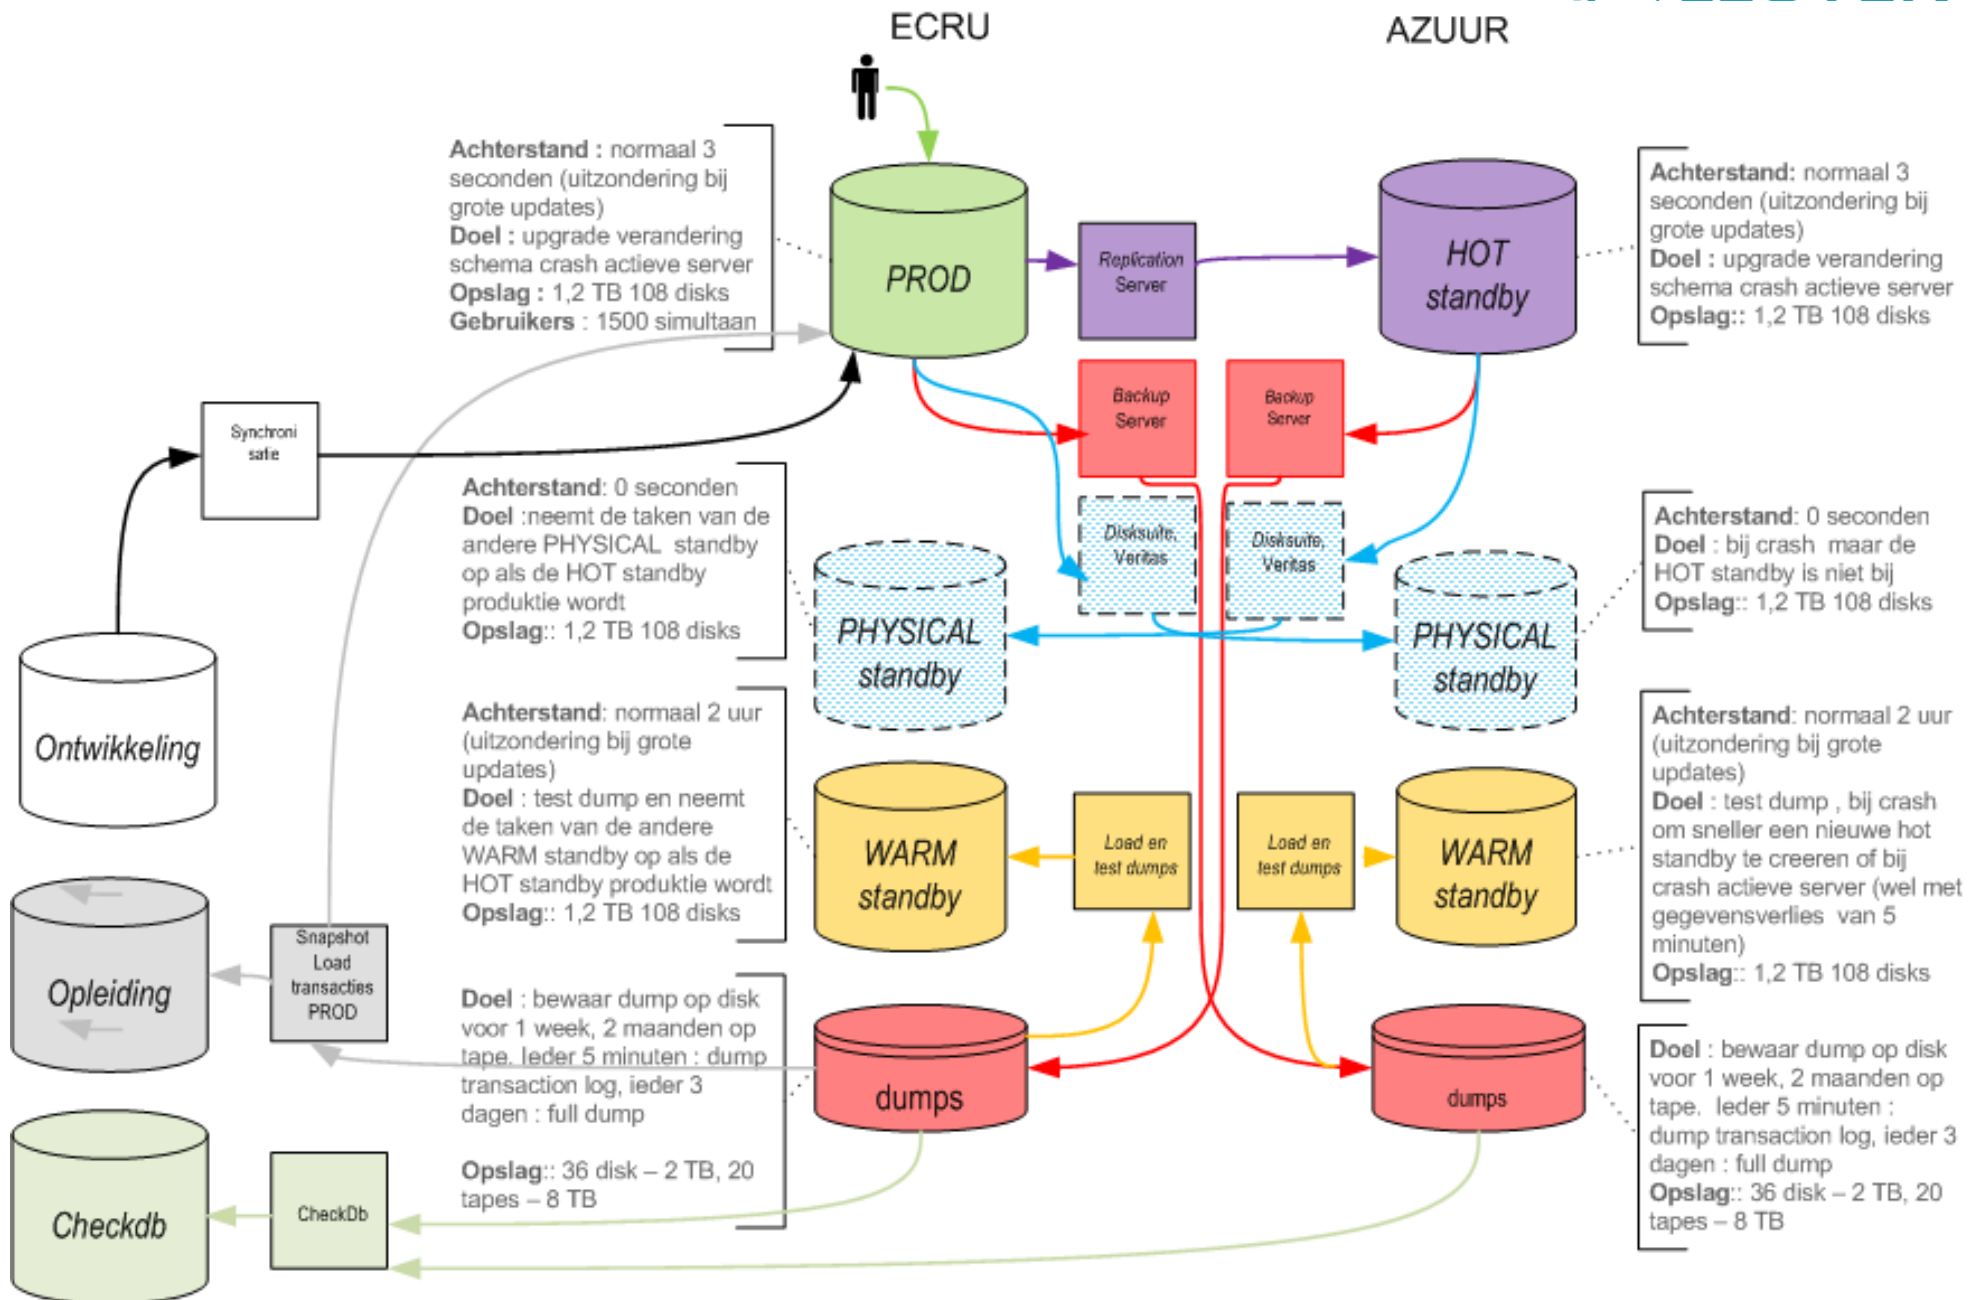 ECRU
AZUUR
Achterstand : normaal 3
seconden (uitzondering bij
grote updates)
Doel : upgrade verandering
schema crash actieve server
Opslag : 1,2 TB 108 disks
Gebruikers : 1500 simultaan
PROD
Replication
Server
HOT
standby
Achterstand: normaal 3
seconden (uitzondering bij
grote updates)
Doel : upgrade verandering
schema crash actieve server
Opslag:: 1,2 TB 108 disks
Backup
Server
Backup
Server
Synchroni
satie
Achterstand: 0 seconden
Doel :neemt de taken van de
andere PHYSICAL standby
op als de HOT standby
produktie wordt
Opslag:: 1,2 TB 108 disks
Disksuite,
Veritas
Disksuite,
Veritas
PHYSICAL
standby
PHYSICAL
standby
Achterstand: 0 seconden
Doel : bij crash maar de
HOT standby is niet bij
Opslag:: 1,2 TB 108 disks
Ontwikkeling
Achterstand: normaal 2 uur
(uitzondering bij grote
updates)
Doel : test dump en neemt
de taken van de andere
WARM standby op als de
HOT standby produktie wordt
Opslag:: 1,2 TB 108 disks
WARM
standby
Load en
test dumps
Load en
test dumps
WARM
standby
Achterstand: normaal 2 uur
(uitzondering bij grote
updates)
Doel : test dump , bij crash
om sneller een nieuwe hot
standby te creeren of bij
crash actieve server (wel met
gegevensverlies van 5
minuten)
Opslag:: 1,2 TB 108 disks
Opleiding
Snapshot
Load
transacties
PROD
Doel : bewaar dump op disk
voor 1 week, 2 maanden op
tape. Ieder 5 minuten : dump
transaction log, ieder 3
dagen : full dump
Opslag:: 36 disk – 2 TB, 20
tapes – 8 TB
dumps
dumps
Doel : bewaar dump op disk
voor 1 week, 2 maanden op
tape. Ieder 5 minuten :
dump transaction log, ieder 3
dagen : full dump
Opslag:: 36 disk – 2 TB, 20
tapes – 8 TB
Checkdb
CheckDb